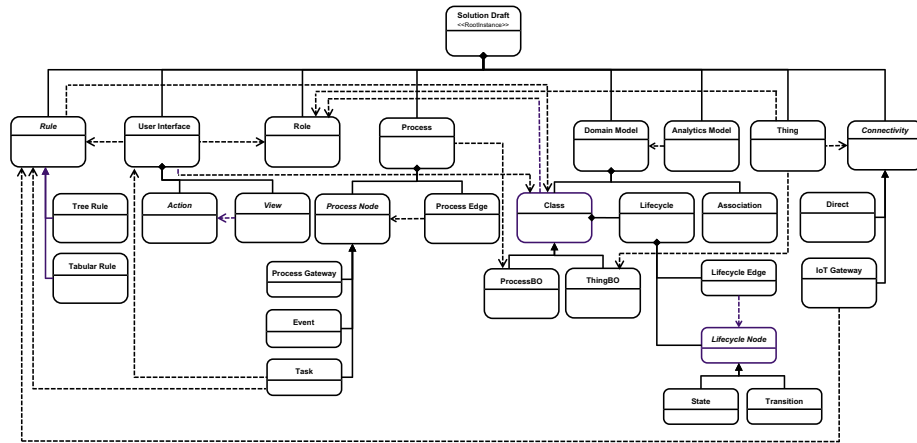 Solution Draft
<<RootInstance>>
Rule
User Interface
Role
Process
Domain Model
Analytics Model
Thing
Connectivity
Tree Rule
Action
View
Process Node
Process Edge
Class
Lifecycle
Association
Direct
Tabular Rule
Process Gateway
ProcessBO
ThingBO
Lifecycle Edge
IoT Gateway
Event
Lifecycle Node
Task
State
Transition